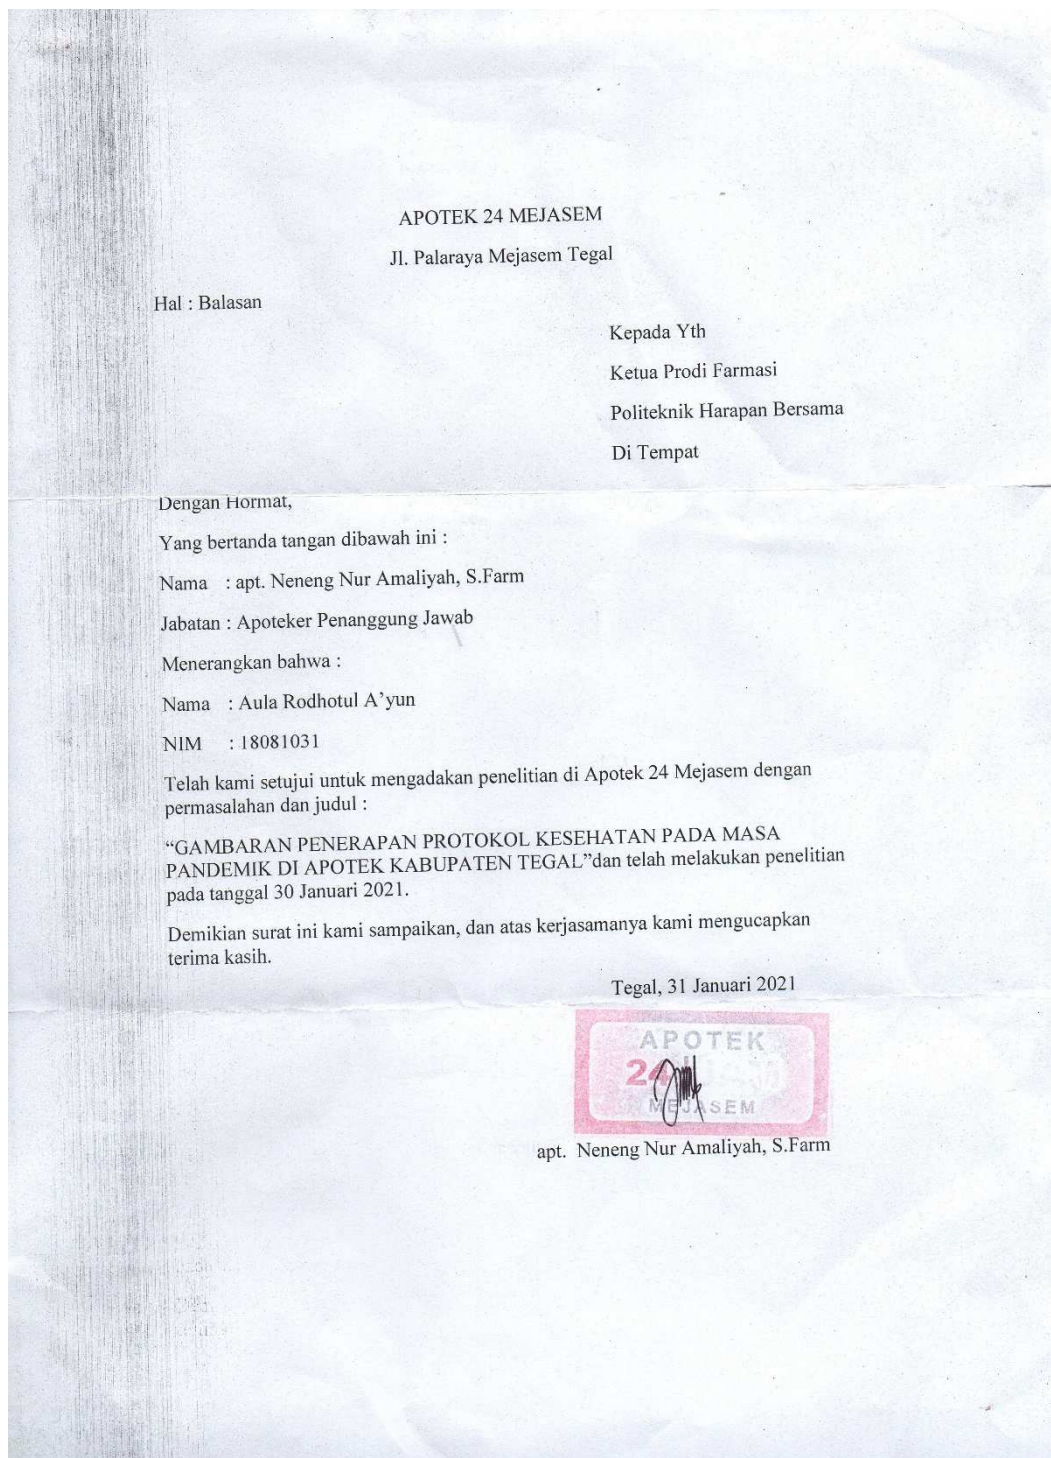 APOTEK 24 MEJASEM
Jl. Palaraya Mejasem Tegal
Hal : Balasan
Kepada Yth
Ketua Prodi Farmasi
Politeknik Harapan Bersama
Di Tempat
Dengan Hormat,
Yang bertanda tangan dibawah ini :
Nama : apt. Neneng Nur Amaliyah, S.Farm
Jabatan : Apoteker Penanggung Jawab
Menerangkan bahwa :
Nama : Aula Rodhotul A’yun
NIM : 18081031
Telah kami setujui untuk mengadakan penelitian di Apotek 24 Mejasem dengan
permasalahan dan judul :
“GAMBARAN PENERAPAN PROTOKOL KESEHATAN PADA MASA
PANDEMIK DI APOTEK KABUPATEN TEGAL”dan telah melakukan penelitian
pada tanggal 30 Januari 2021.
Demikian surat ini kami sampaikan, dan atas kerjasamanya kami mengucapkan
terima kasih.
Tegal, 31 Januari 2021
APOTEK
24
MEJASEM
apt. Neneng Nur Amaliyah, S.Farm